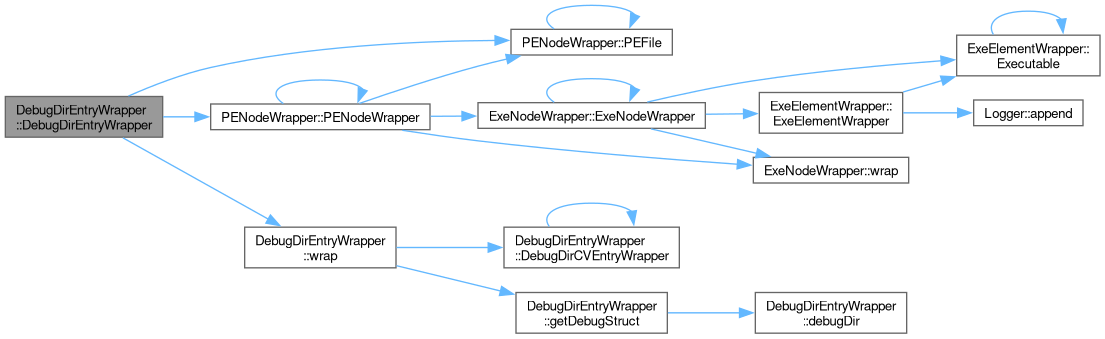 DebugDirEntryWrapper
::DebugDirEntryWrapper
PENodeWrapper::PEFile
PENodeWrapper::PENodeWrapper
ExeNodeWrapper::ExeNodeWrapper
ExeElementWrapper::
Executable
ExeElementWrapper::
ExeElementWrapper
Logger::append
ExeNodeWrapper::wrap
DebugDirEntryWrapper
::wrap
DebugDirEntryWrapper
::DebugDirCVEntryWrapper
DebugDirEntryWrapper
::getDebugStruct
DebugDirEntryWrapper
::debugDir